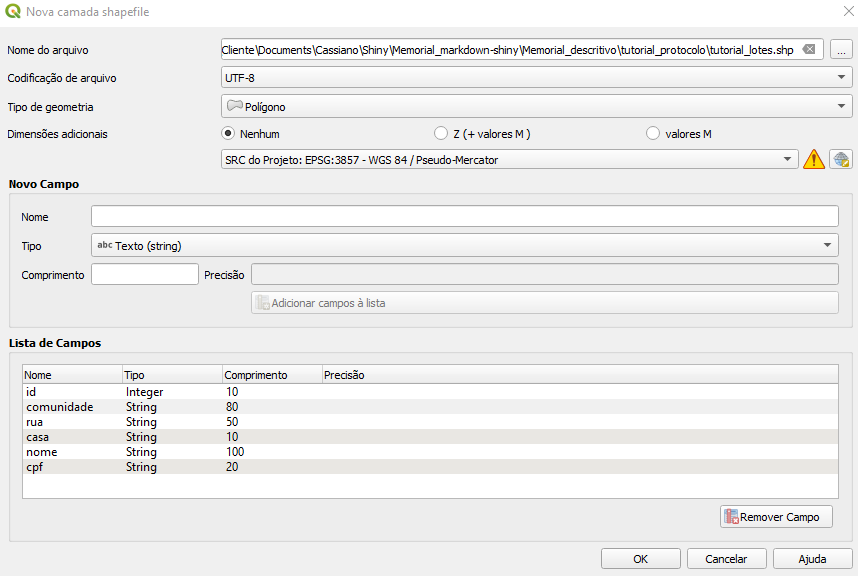 Nova camada shapefile
Nome do arquivo Cliente\Documents\Cassiano\Shiny\Memorial_markdown-shiny\Memorial_descritivo\tutorial_protocolo\tutorial_lotes.shp ...
Codificação de arquivo UTF-8
Tipo de geometria Polígono
Dimensões adicionais Nenhum Z (+ valores M ) valores M
SRC do Projeto: EPSG:3857 - WGS 84 / Pseudo-Mercator
Novo Campo
Nome
Tipo abc Texto (string)
Comprimento Precisão
Adicionar campos à lista
Lista de Campos
Nome Tipo Comprimento Precisão
id Integer 10
comunidade String 80
rua String 50
casa String 10
nome String 100
cpf String 20
Remover Campo
OK Cancelar Ajuda